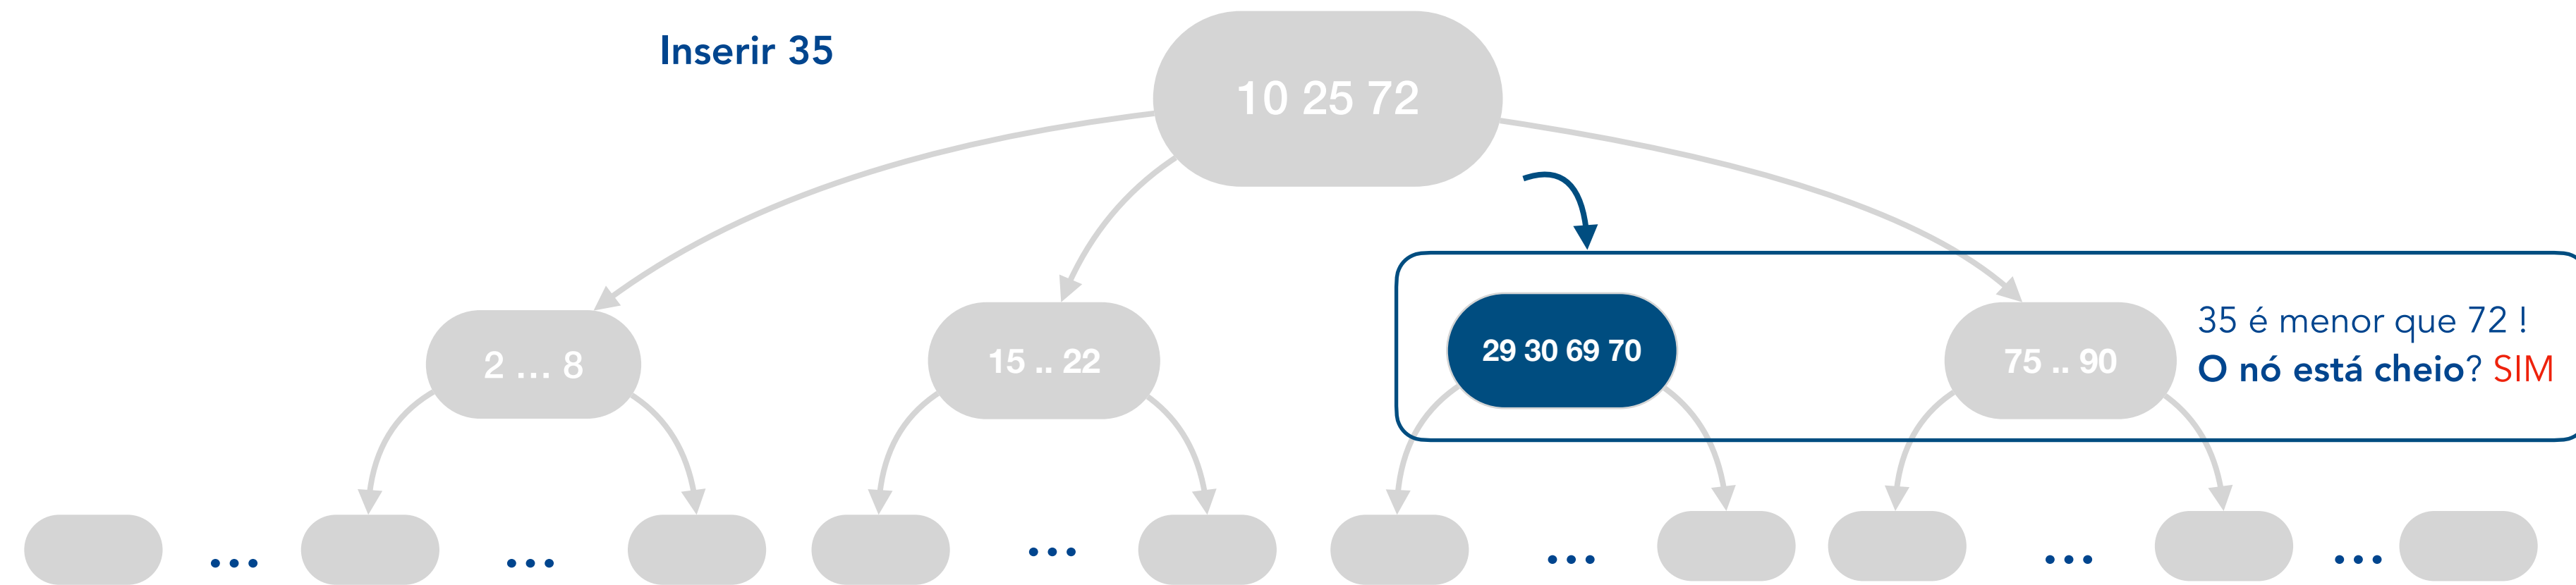 Inserir 35
10 25 72
2 ... 8
15 .. 22
29 30 69 70
75 .. 90
35 é menor que 72 !
O nó está cheio? SIM
... ... ... ... ... ...